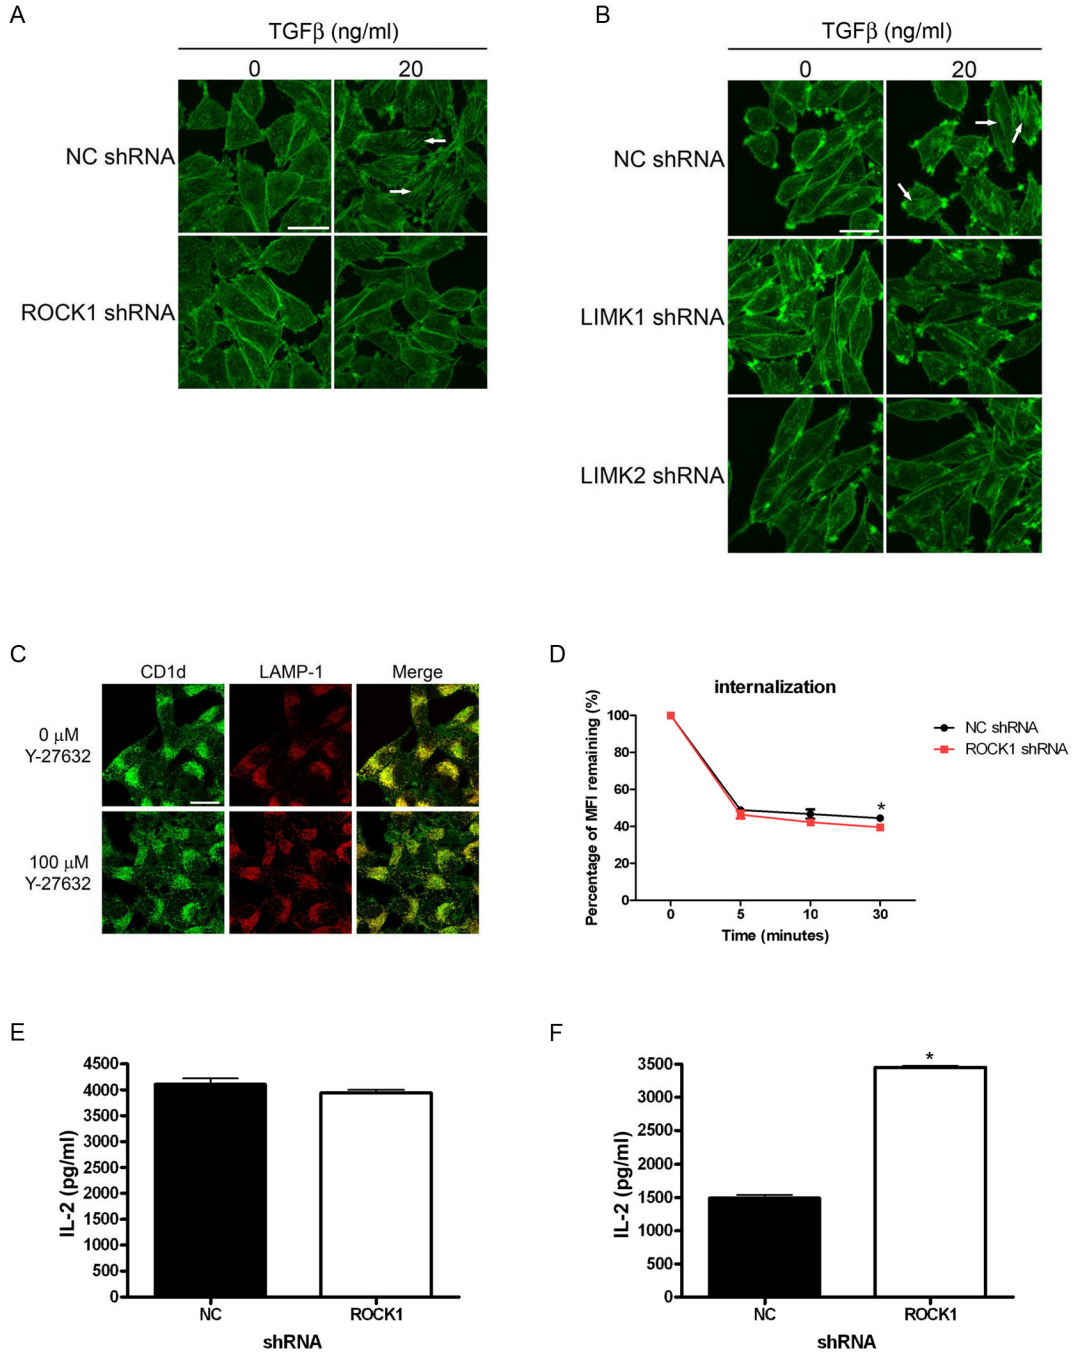 A
TGFβ (ng/ml)
0 20
NC shRNA
ROCK1 shRNA
B
TGFβ (ng/ml)
0 20
NC shRNA
LIMK1 shRNA
LIMK2 shRNA
C
CD1d LAMP-1 Merge
0 μM
Y-27632
100 μM
Y-27632
D
internalization
Percentage of MFI remaining (%)
100
80
60
40
20
0
*
0 5 10 30
Time (minutes)
NC shRNA
ROCK1 shRNA
E
IL-2 (pg/ml)
4500
4000
3500
3000
2500
2000
1500
1000
500
0
NC ROCK1
shRNA
F
IL-2 (pg/ml)
3500
3000
2500
2000
1500
1000
500
0
*
NC ROCK1
shRNA